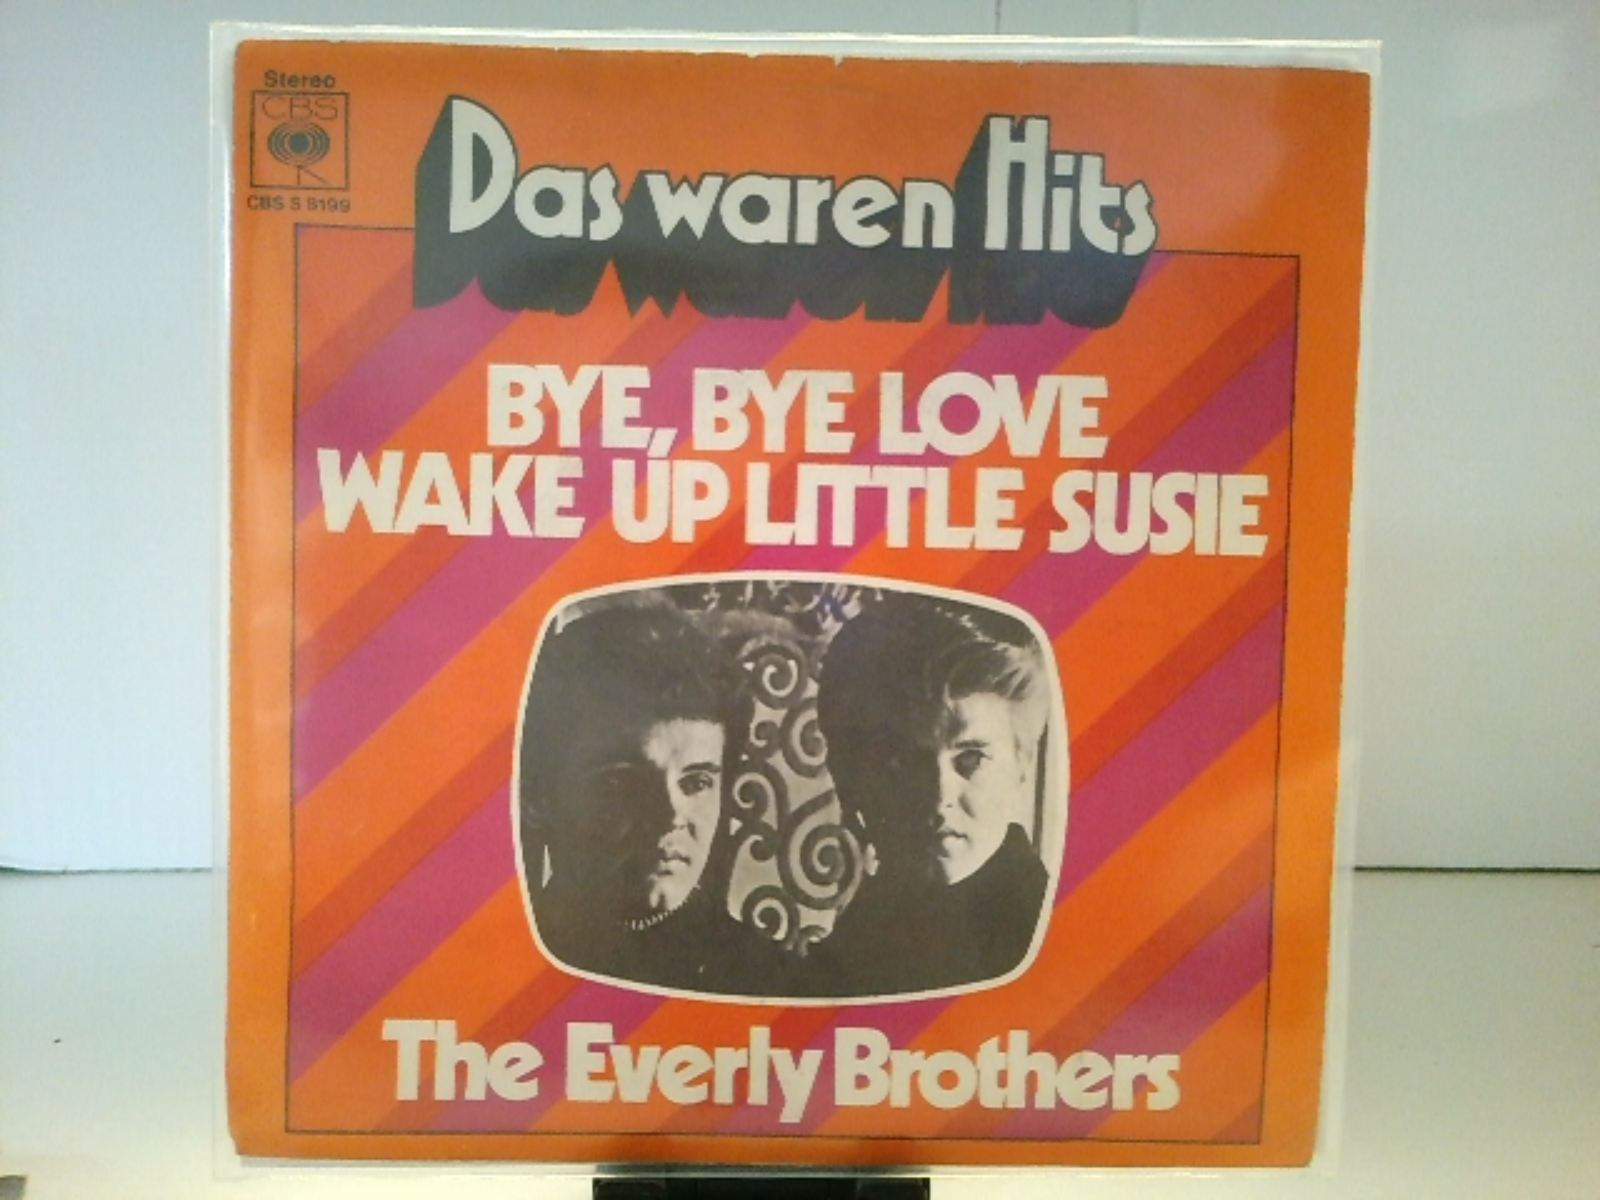 Stereo
CBS
CBS S 8199
Das waren Hits
BYE, BYE LOVE
WAKE UP LITTLE SUSIE
The Everly Brothers